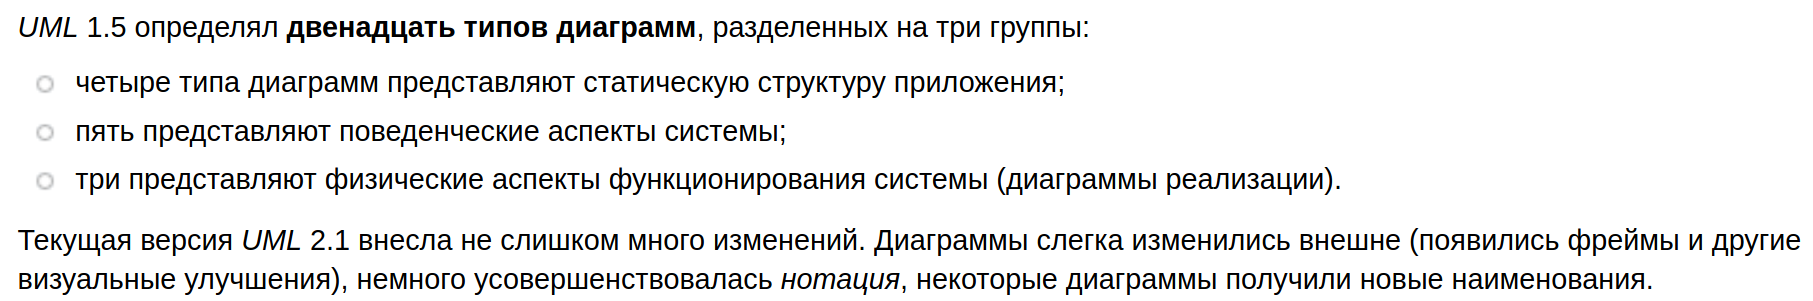 UML 1.5 определял двенадцать типов диаграмм, разделенных на три группы:
четыре типа диаграмм представляют статическую структуру приложения;
пять представляют поведенческие аспекты системы;
три представляют физические аспекты функционирования системы (диаграммы реализации).
Текущая версия UML 2.1 внесла не слишком много изменений. Диаграммы слегка изменились внешне (появились фреймы и другие
визуальные улучшения), немного усовершенствовалась нотация, некоторые диаграммы получили новые наименования.